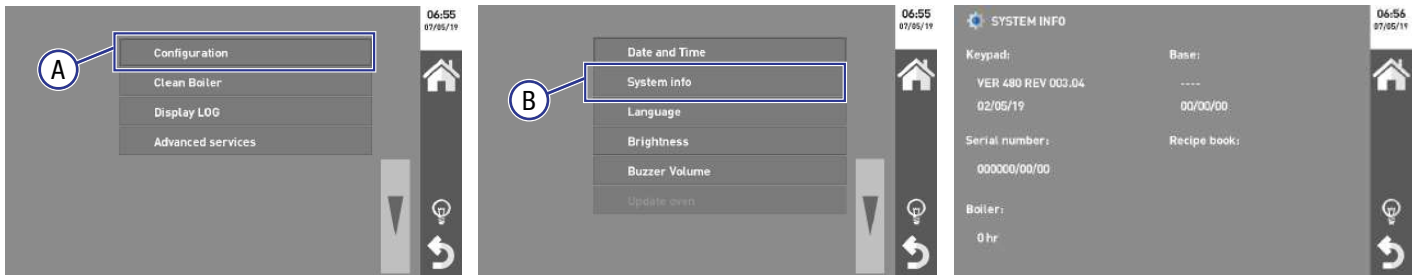 06:55
07/05/19
Configuration
Clean Boiler
Display LOG
Advanced services
A
06:55
07/05/19
Date and Time
System info
Language
Brightness
Buzzer Volume
Update oven
B
SYSTEM INFO
06:56
07/05/19
Keypad:
Base:
VER 480 REV 003.04
----
02/05/19
00/00/00
Serial number:
Recipe book:
000000/00/00
Boiler:
0 hr